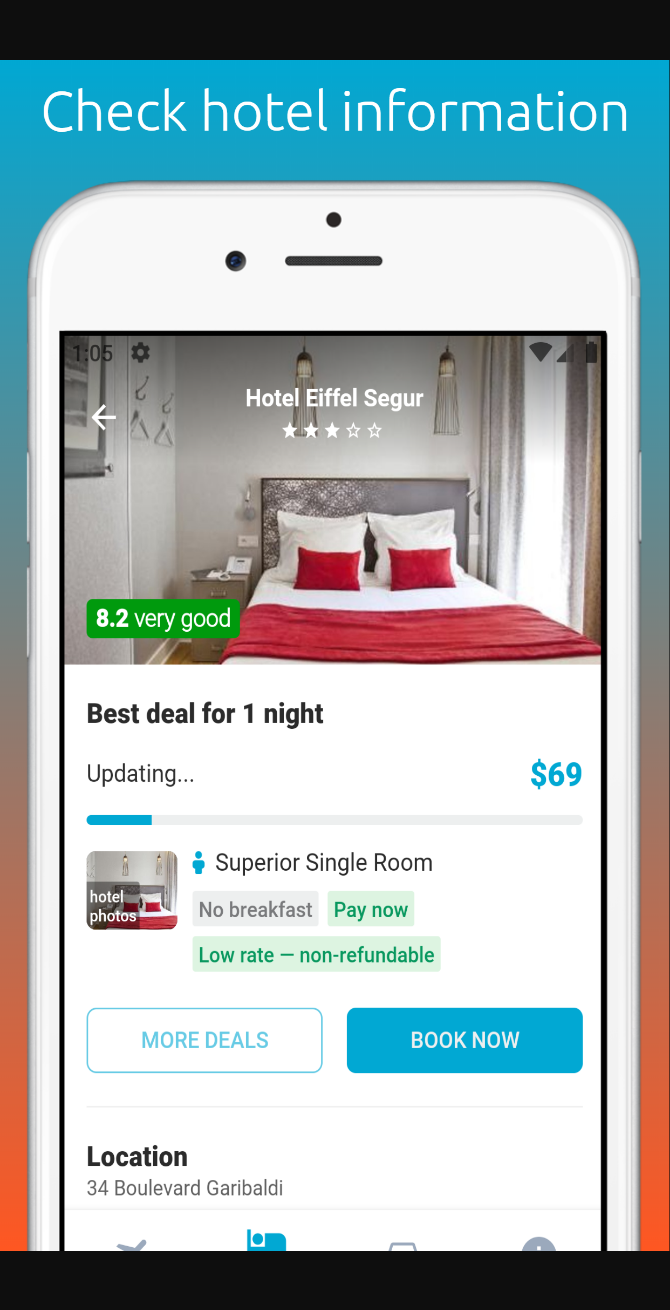 Check hotel information
1:05
Hotel Eiffel Segur
8.2 very good
Best deal for 1 night
Updating...
$69
Superior Single Room
hotel
photos
No breakfast
Pay now
Low rate — non-refundable
MORE DEALS
BOOK NOW
Location
34 Boulevard Garibaldi